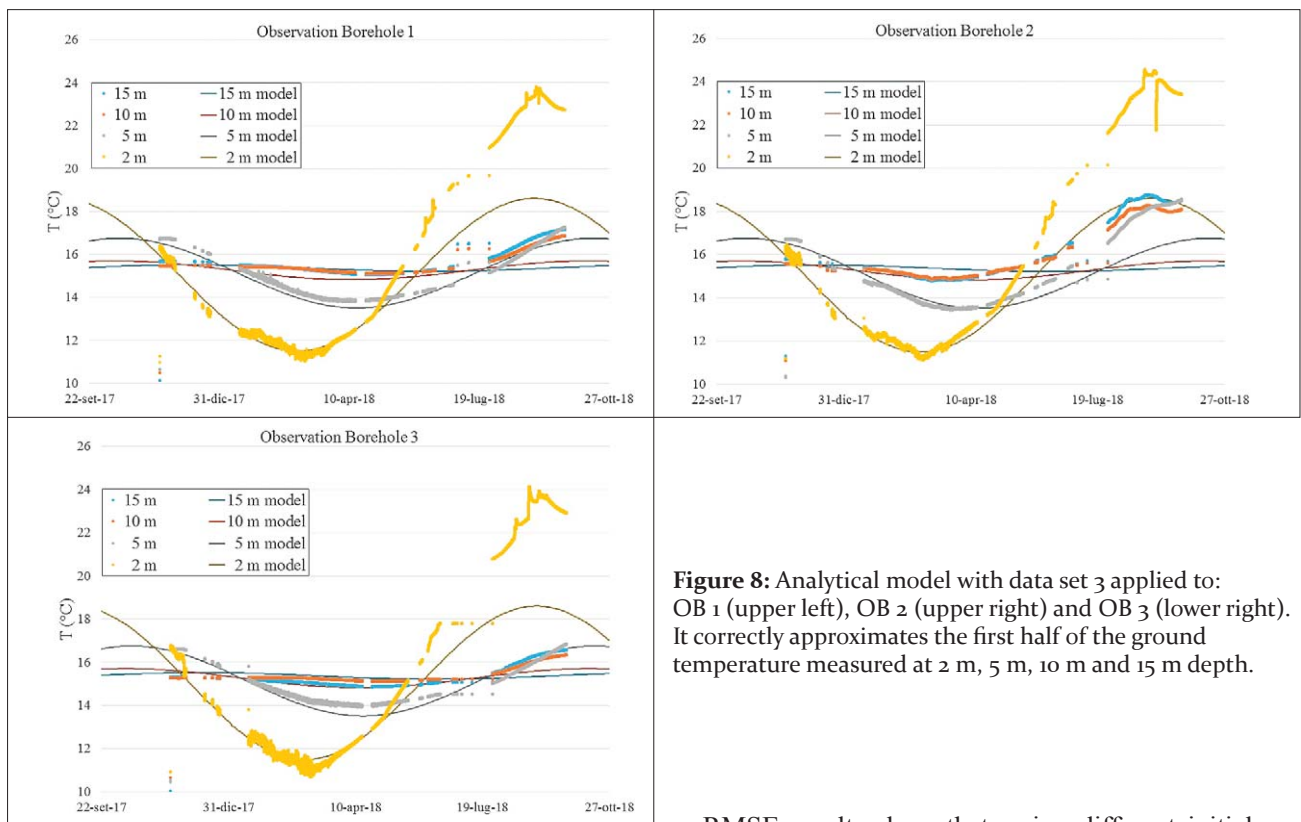 Observation Borehole 1
26
24
22
20
18
16
14
12
10
T (°C)
15 m 15 m model
10 m 10 m model
5 m 5 m model
2 m 2 m model
22-set-17 31-dic-17 10-apr-18 19-lug-18 27-ott-18
Observation Borehole 2
26
24
22
20
18
16
14
12
10
T (°C)
15 m 15 m model
10 m 10 m model
5 m 5 m model
2 m 2 m model
22-set-17 31-dic-17 10-apr-18 19-lug-18 27-ott-18
Observation Borehole 3
26
24
22
20
18
16
14
12
10
T (°C)
15 m 15 m model
10 m 10 m model
5 m 5 m model
2 m 2 m model
22-set-17 31-dic-17 10-apr-18 19-lug-18 27-ott-18
Figure 8: Analytical model with data set 3 applied to:
OB 1 (upper left), OB 2 (upper right) and OB 3 (lower right).
It correctly approximates the first half of the ground
temperature measured at 2 m, 5 m, 10 m and 15 m depth.